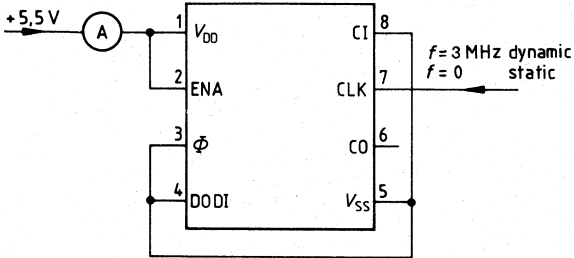 +5,5 V
A
1 V_DD CI 8
f = 3 MHz dynamic
f = 0 static
2 ENA CLK 7
3 Φ CO 6
4 DODI V_SS 5